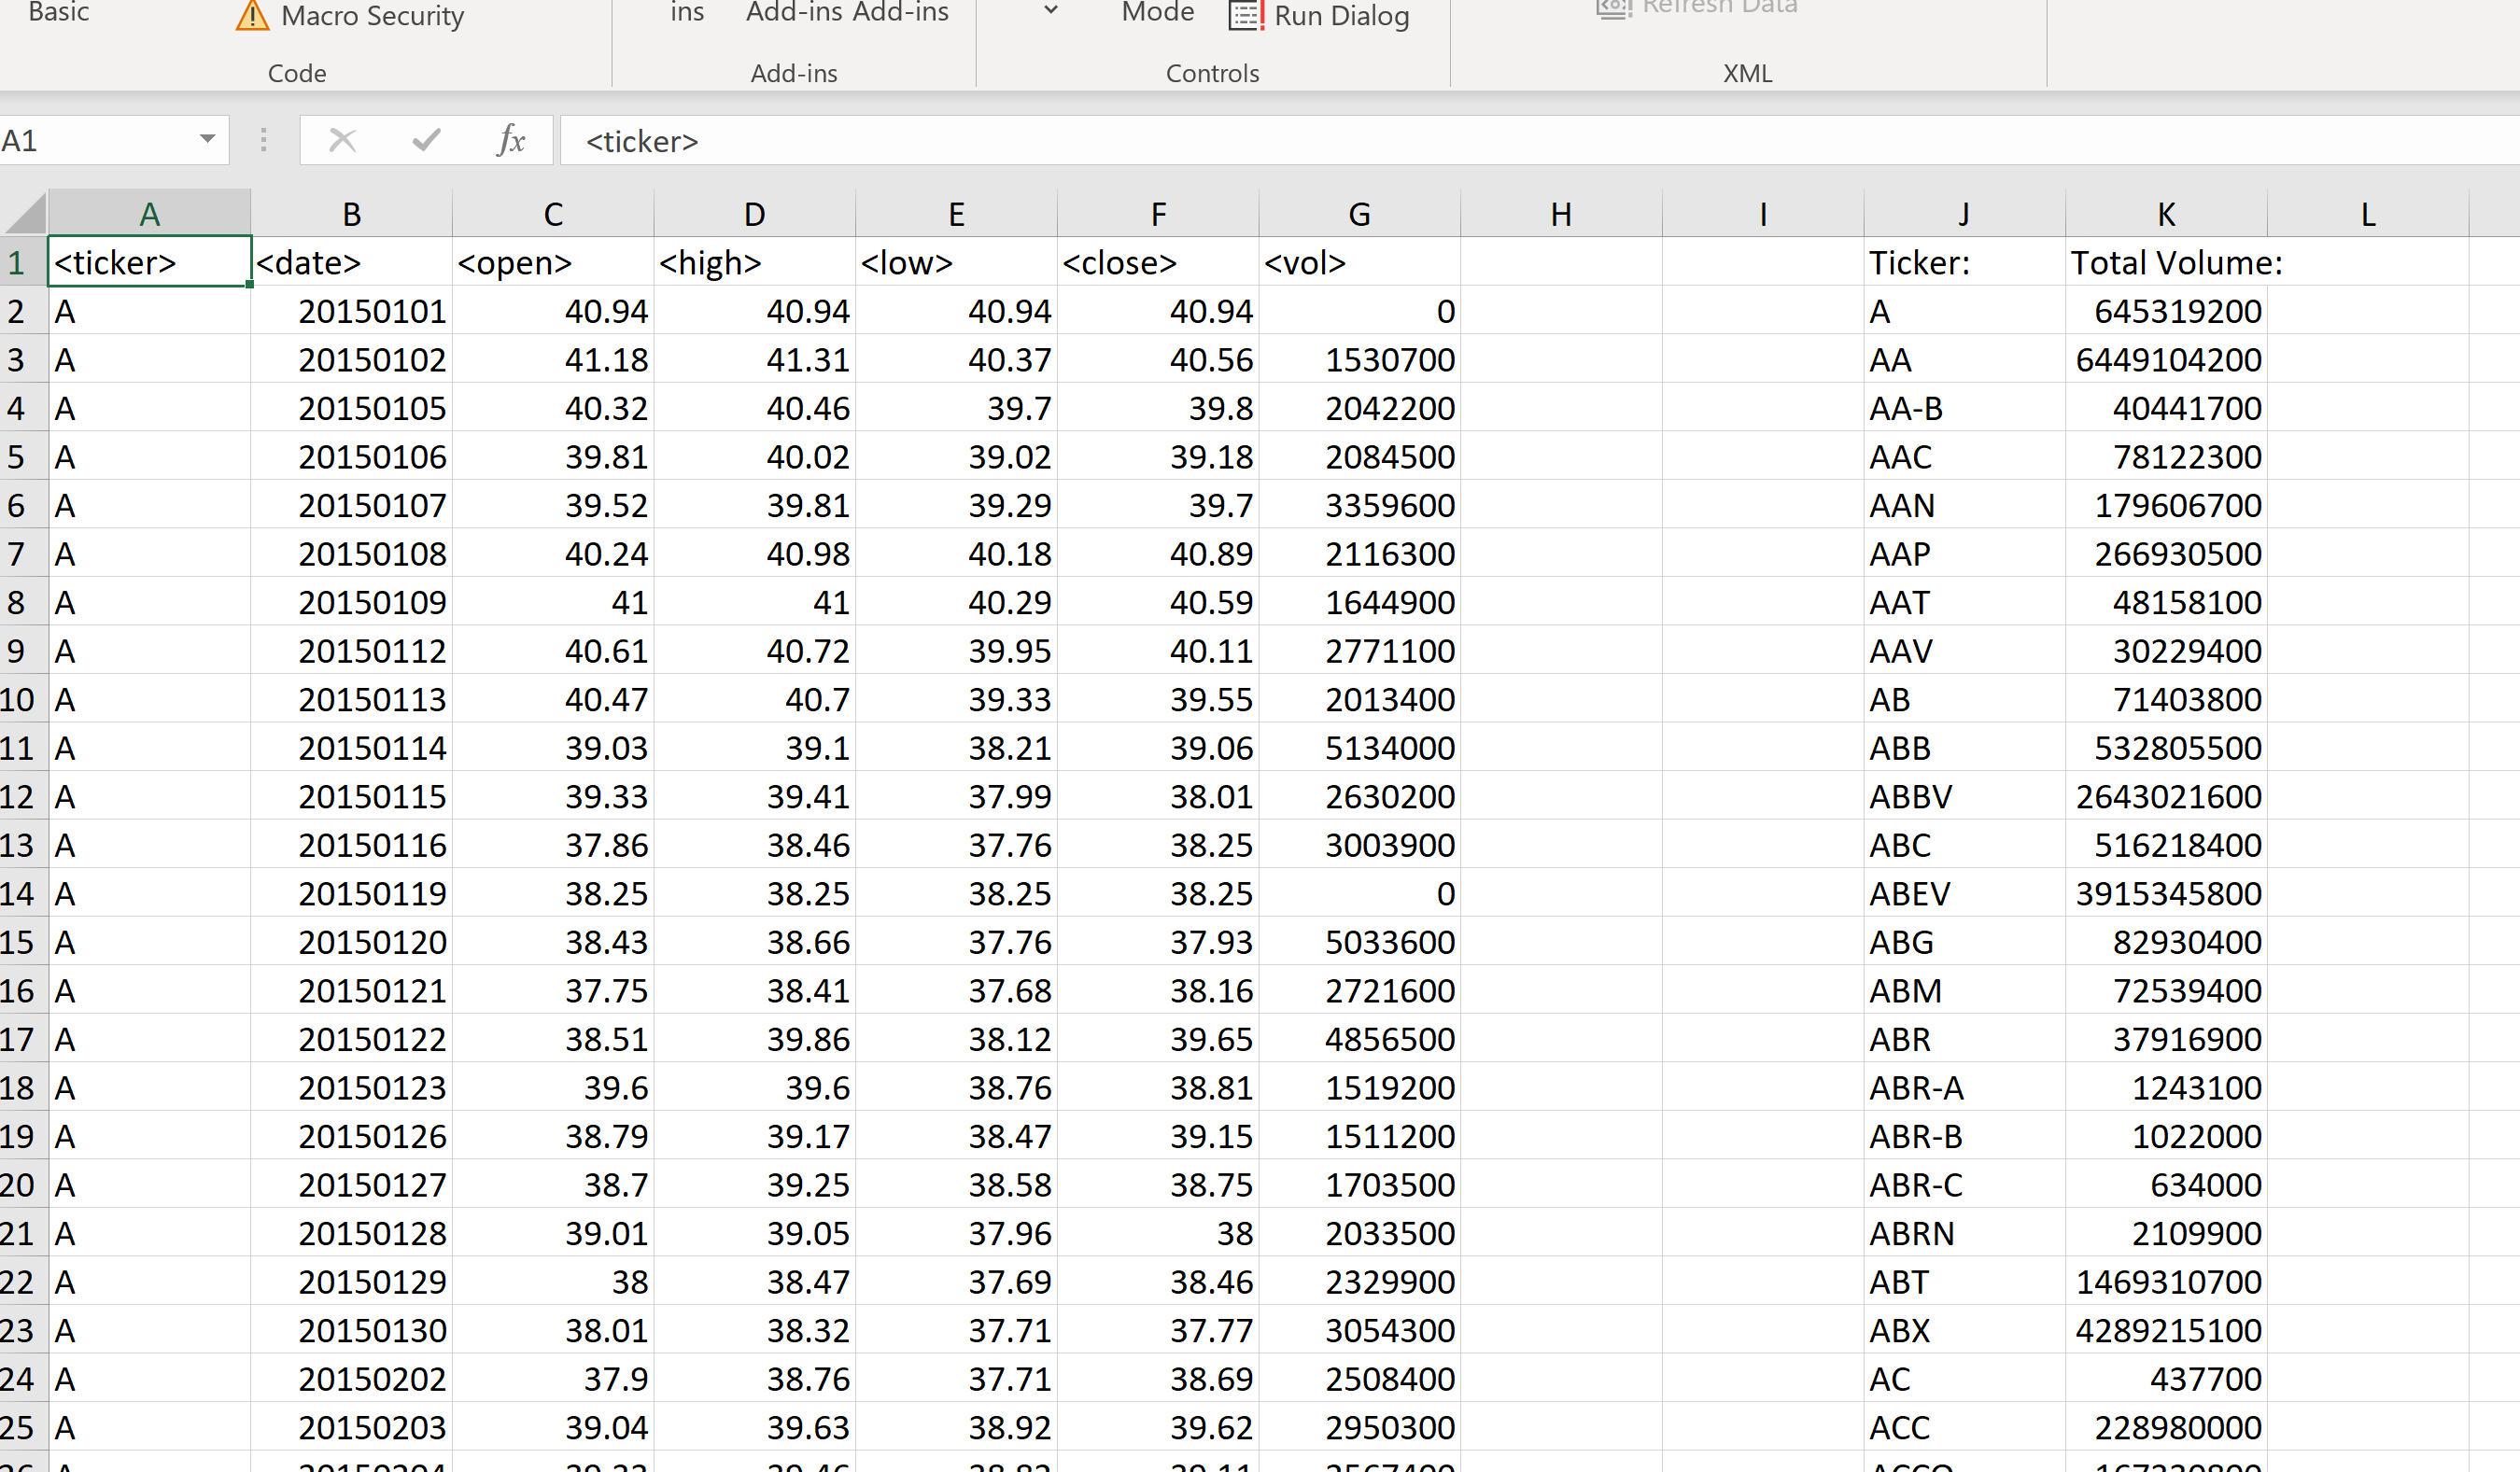 Basic Macro Security ins Add-ins Add-ins Mode Run Dialog Refresh Data
Code Add-ins Controls XML
A1 fx <ticker>
A B C D E F G H I J K L
1 <ticker> <date> <open> <high> <low> <close> <vol> Ticker: Total Volume:
2 A 20150101 40.94 40.94 40.94 40.94 0 A 645319200
3 A 20150102 41.18 41.31 40.37 40.56 1530700 AA 6449104200
4 A 20150105 40.32 40.46 39.7 39.8 2042200 AA-B 40441700
5 A 20150106 39.81 40.02 39.02 39.18 2084500 AAC 78122300
6 A 20150107 39.52 39.81 39.29 39.7 3359600 AAN 179606700
7 A 20150108 40.24 40.98 40.18 40.89 2116300 AAP 266930500
8 A 20150109 41 41 40.29 40.59 1644900 AAT 48158100
9 A 20150112 40.61 40.72 39.95 40.11 2771100 AAV 30229400
10 A 20150113 40.47 40.7 39.33 39.55 2013400 AB 71403800
11 A 20150114 39.03 39.1 38.21 39.06 5134000 ABB 532805500
12 A 20150115 39.33 39.41 37.99 38.01 2630200 ABBV 2643021600
13 A 20150116 37.86 38.46 37.76 38.25 3003900 ABC 516218400
14 A 20150119 38.25 38.25 38.25 38.25 0 ABEV 3915345800
15 A 20150120 38.43 38.66 37.76 37.93 5033600 ABG 82930400
16 A 20150121 37.75 38.41 37.68 38.16 2721600 ABM 72539400
17 A 20150122 38.51 39.86 38.12 39.65 4856500 ABR 37916900
18 A 20150123 39.6 39.6 38.76 38.81 1519200 ABR-A 1243100
19 A 20150126 38.79 39.17 38.47 39.15 1511200 ABR-B 1022000
20 A 20150127 38.7 39.25 38.58 38.75 1703500 ABR-C 634000
21 A 20150128 39.01 39.05 37.96 38 2033500 ABRN 2109900
22 A 20150129 38 38.47 37.69 38.46 2329900 ABT 1469310700
23 A 20150130 38.01 38.32 37.71 37.77 3054300 ABX 4289215100
24 A 20150202 37.9 38.76 37.71 38.69 2508400 AC 437700
25 A 20150203 39.04 39.63 38.92 39.62 2950300 ACC 228980000